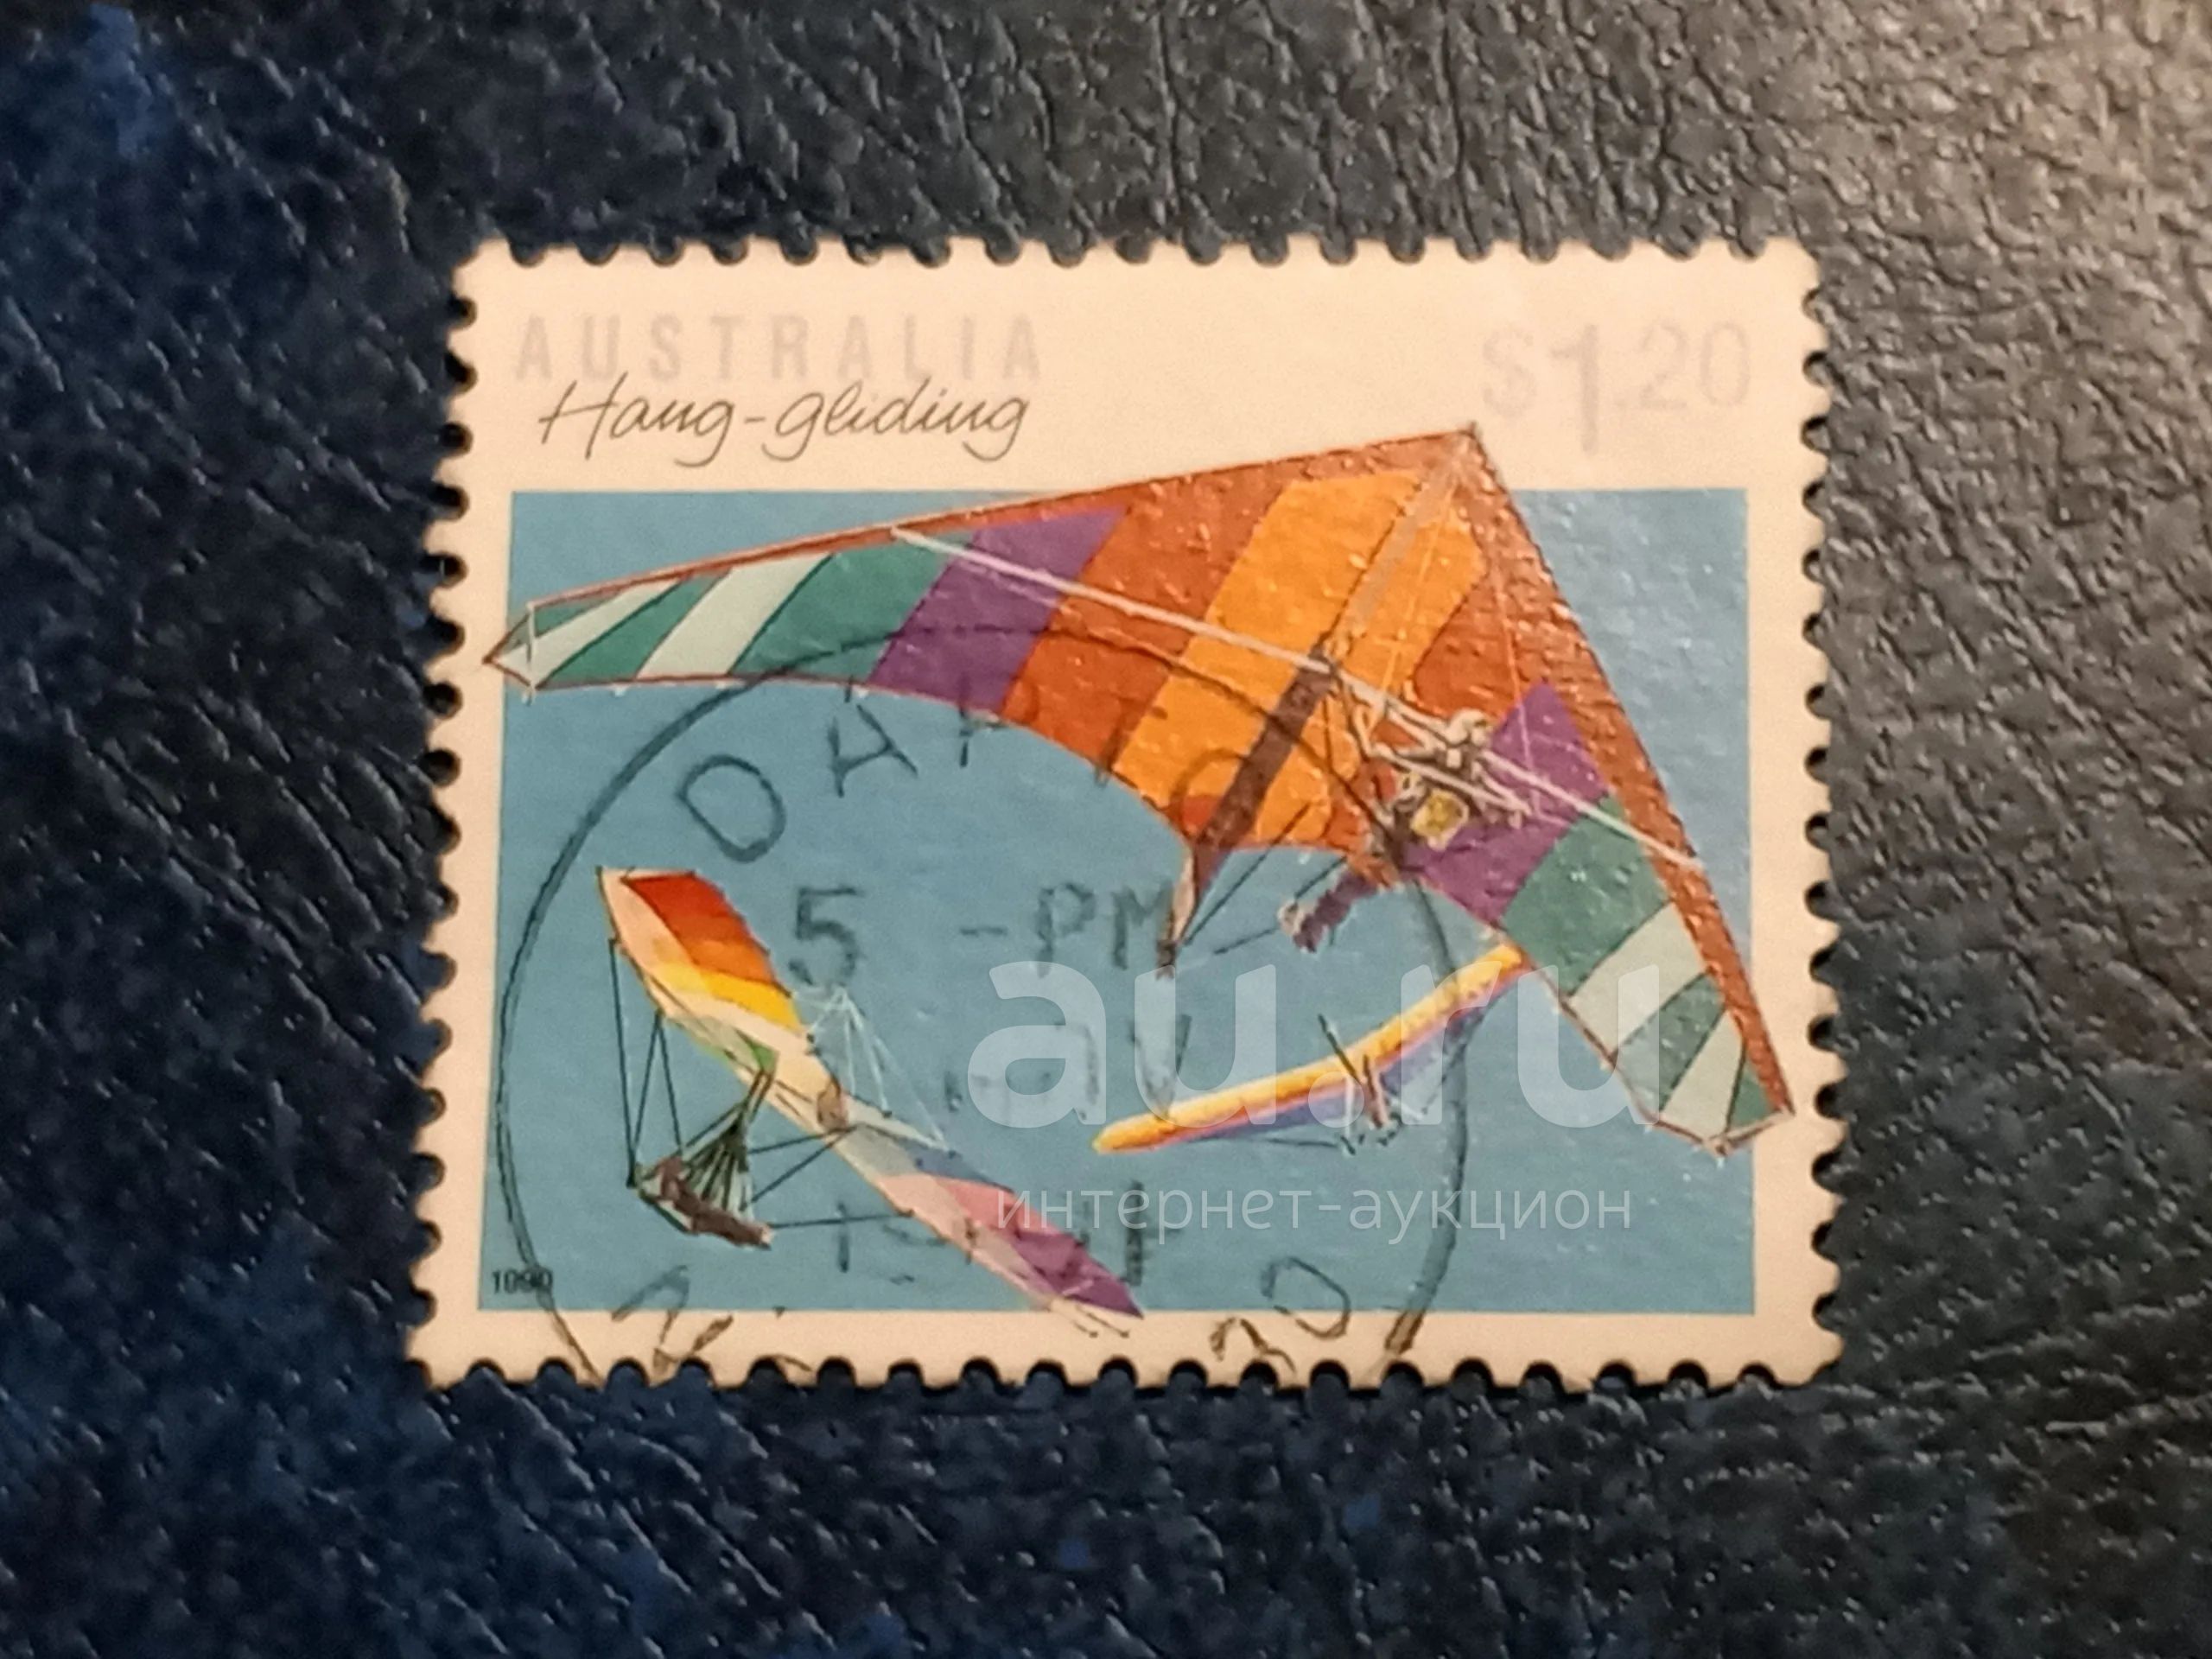 AUSTRALIA
$1.20
Hang-gliding
5 -PM
au.ru
интернет-аукцион
1990